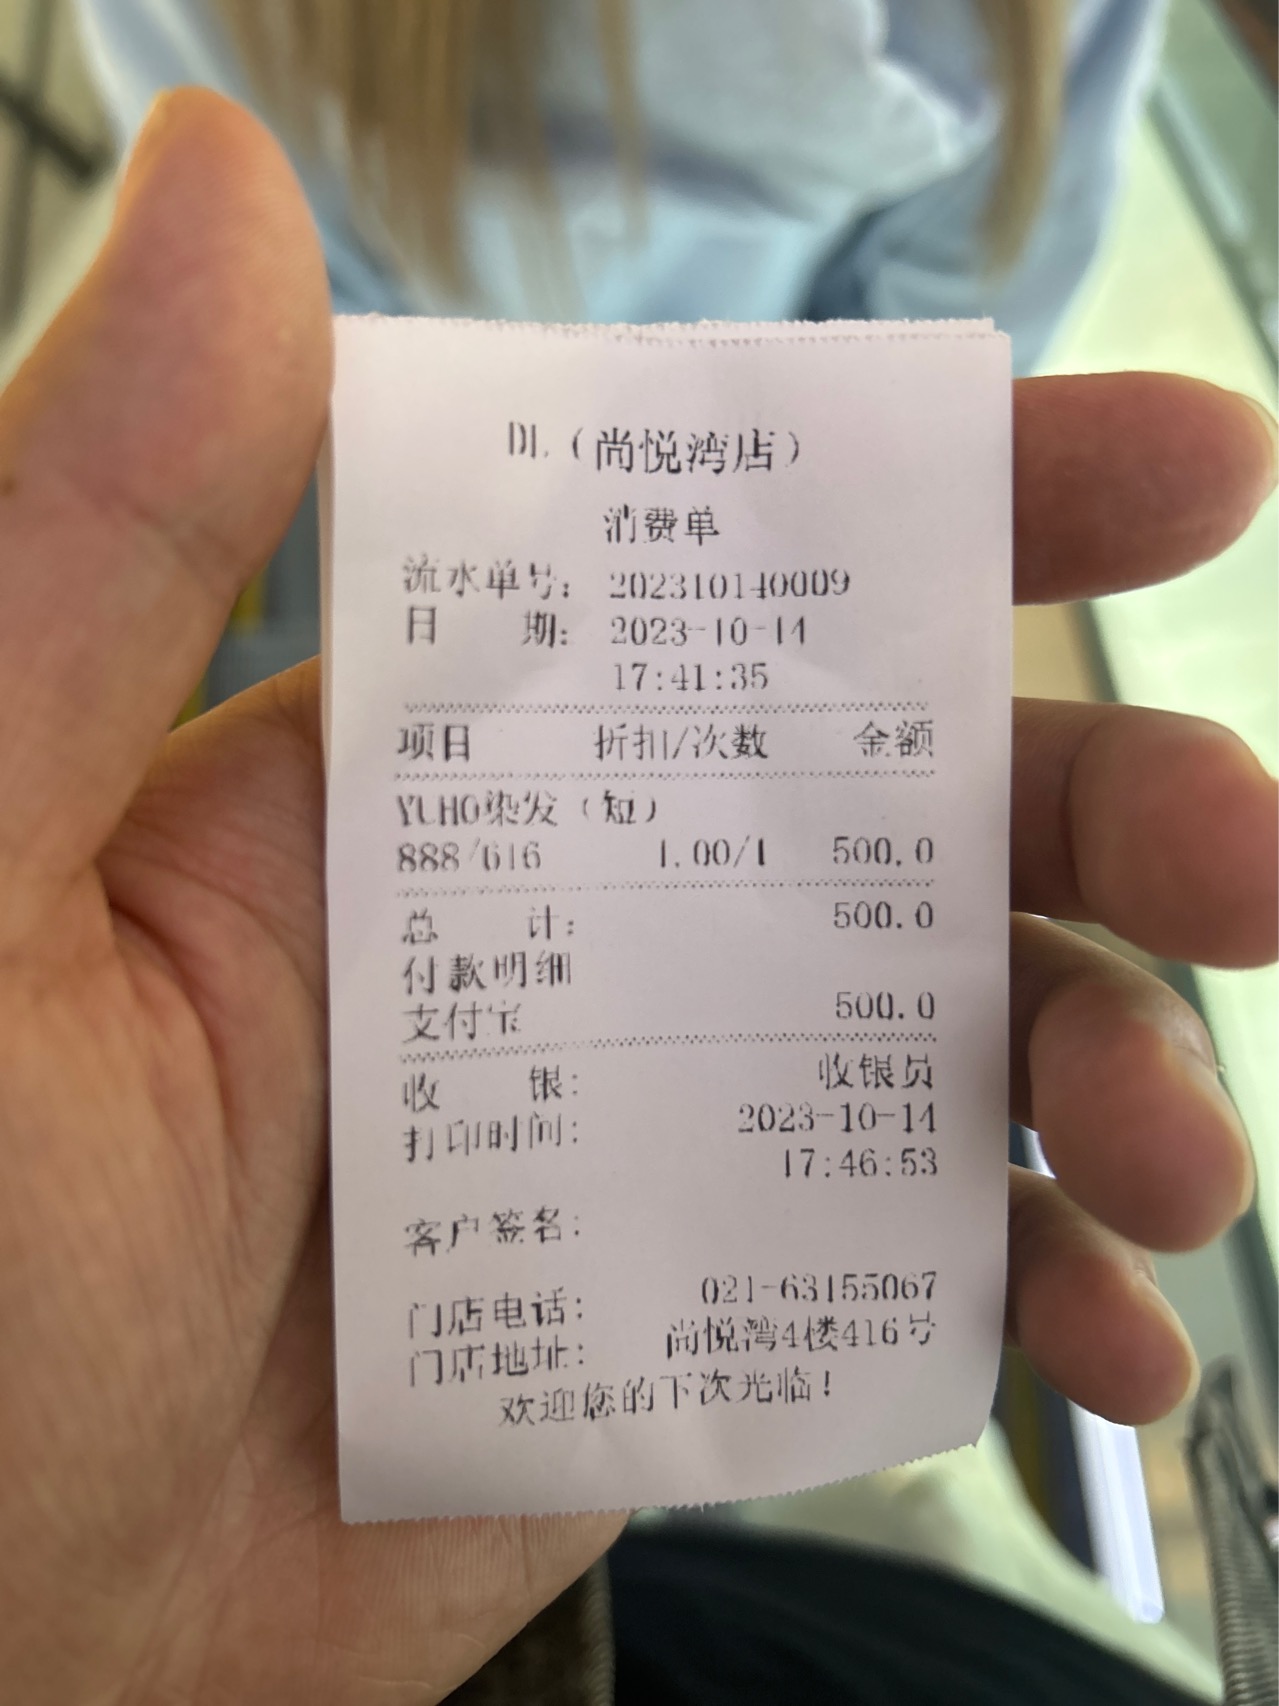 DL（尚悦湾店）
消费单
流水单号： 202310140009
日　　期： 2023-10-14
17:41:35
项目　折扣/次数　金额
YUHO染发（短）
888/616　1.00/1　500.0
总　　计： 500.0
付款明细
支付宝　500.0
收　　银： 收银员
打印时间： 2023-10-14
17:46:53
客户签名：
门店电话： 021-63155067
门店地址： 尚悦湾4楼416号
欢迎您的下次光临！